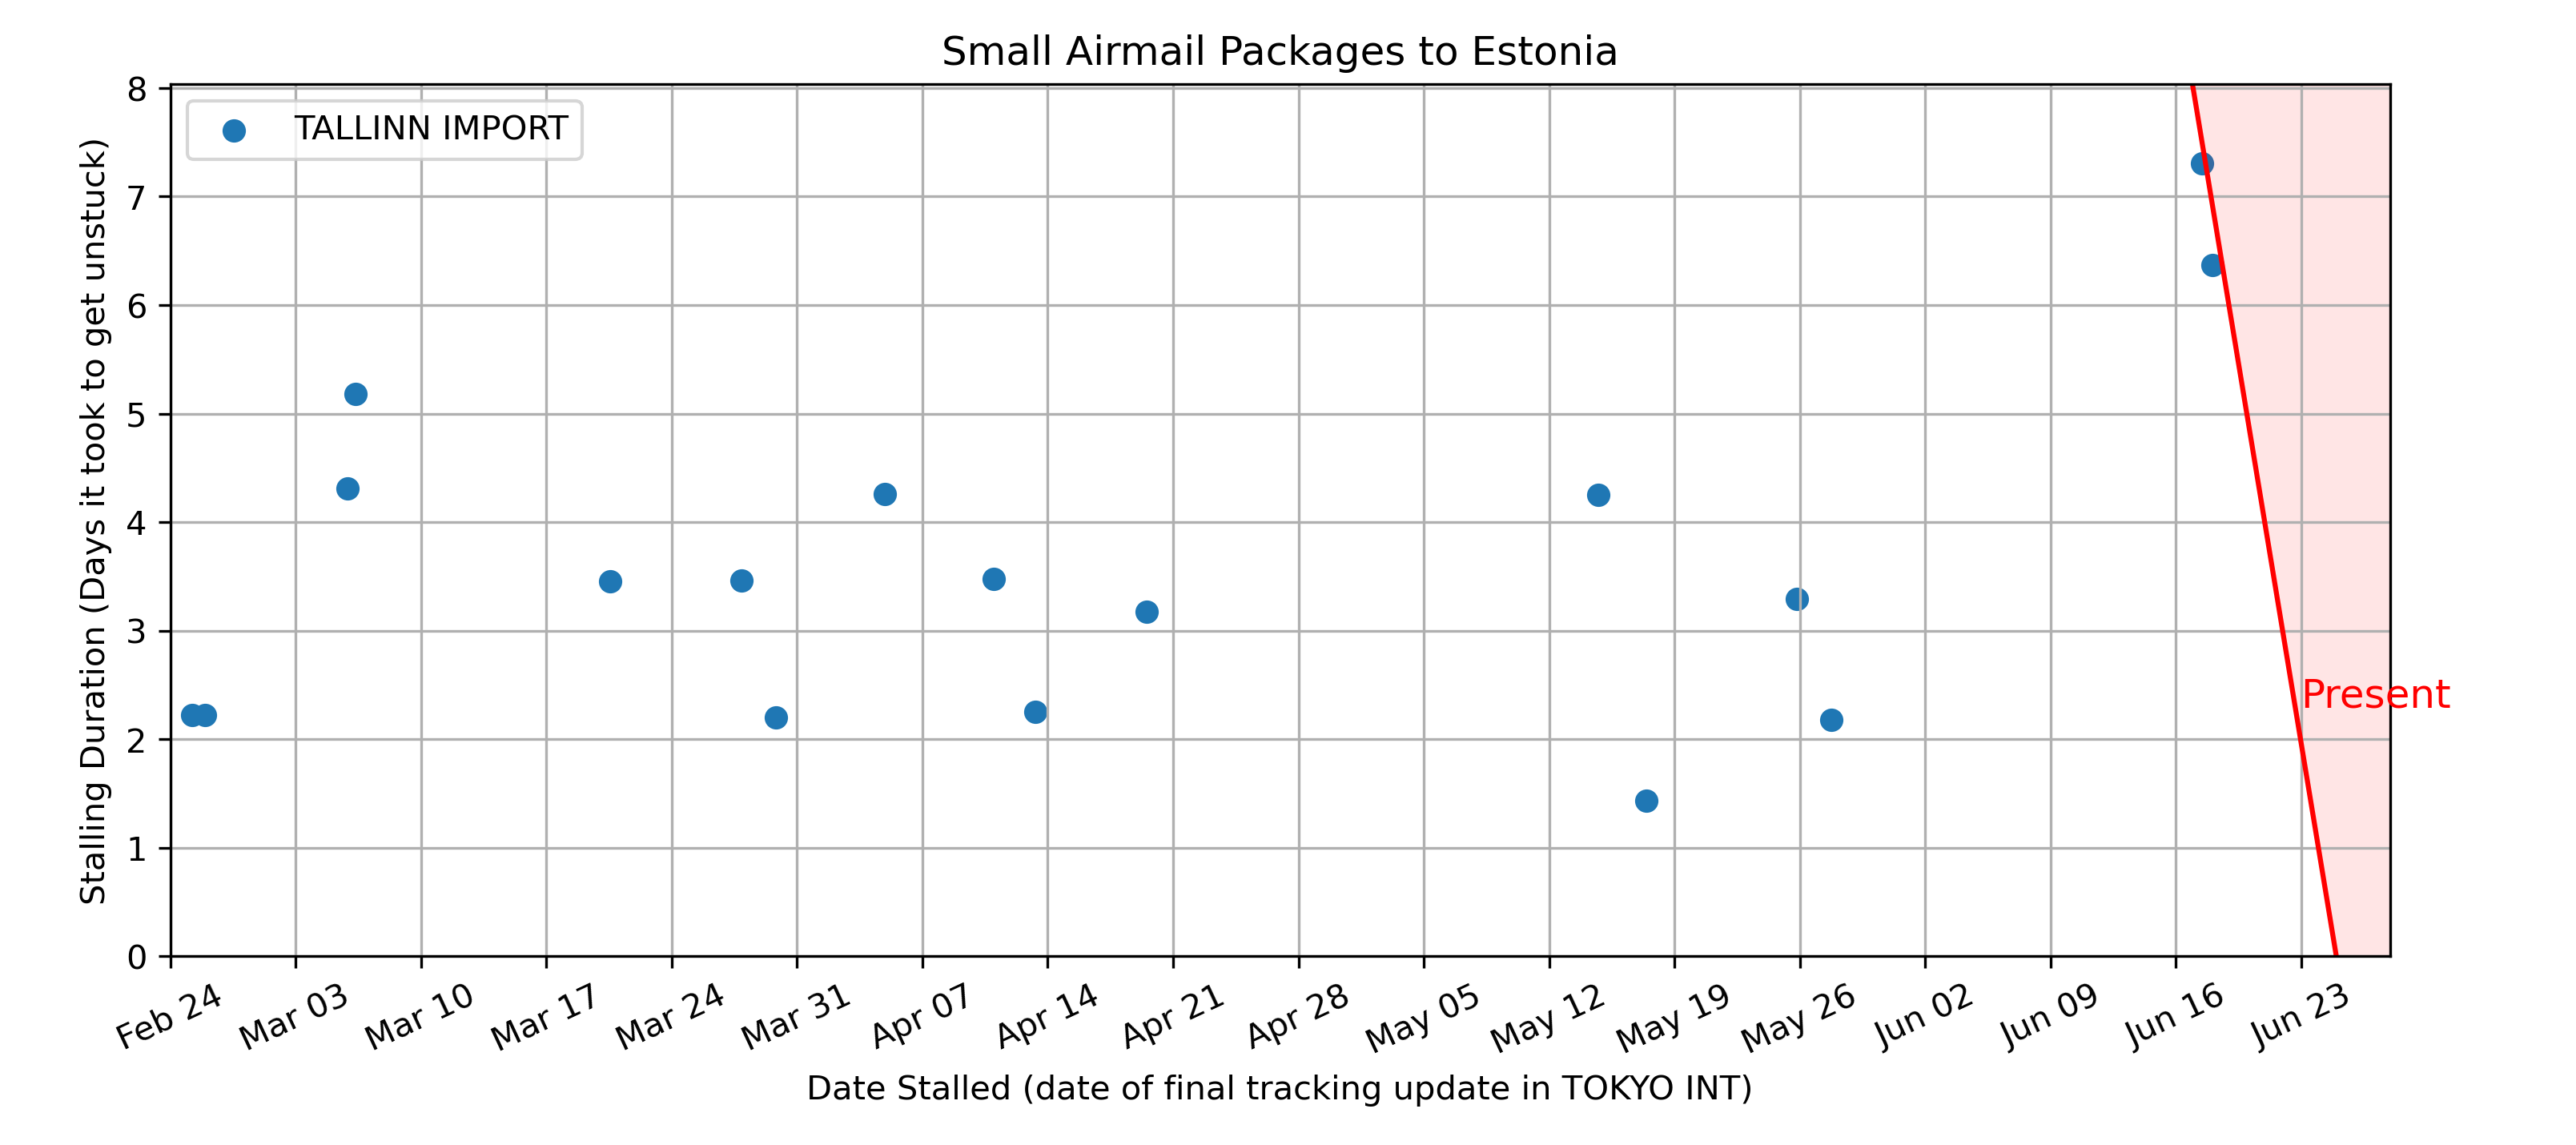 Small Airmail Packages to Estonia
TALLINN IMPORT
Stalling Duration (Days it took to get unstuck)
8
7
6
5
4
3
2
1
0
Present
Feb 24
Mar 03
Mar 10
Mar 17
Mar 24
Mar 31
Apr 07
Apr 14
Apr 21
Apr 28
May 05
May 12
May 19
May 26
Jun 02
Jun 09
Jun 16
Jun 23
Date Stalled (date of final tracking update in TOKYO INT)